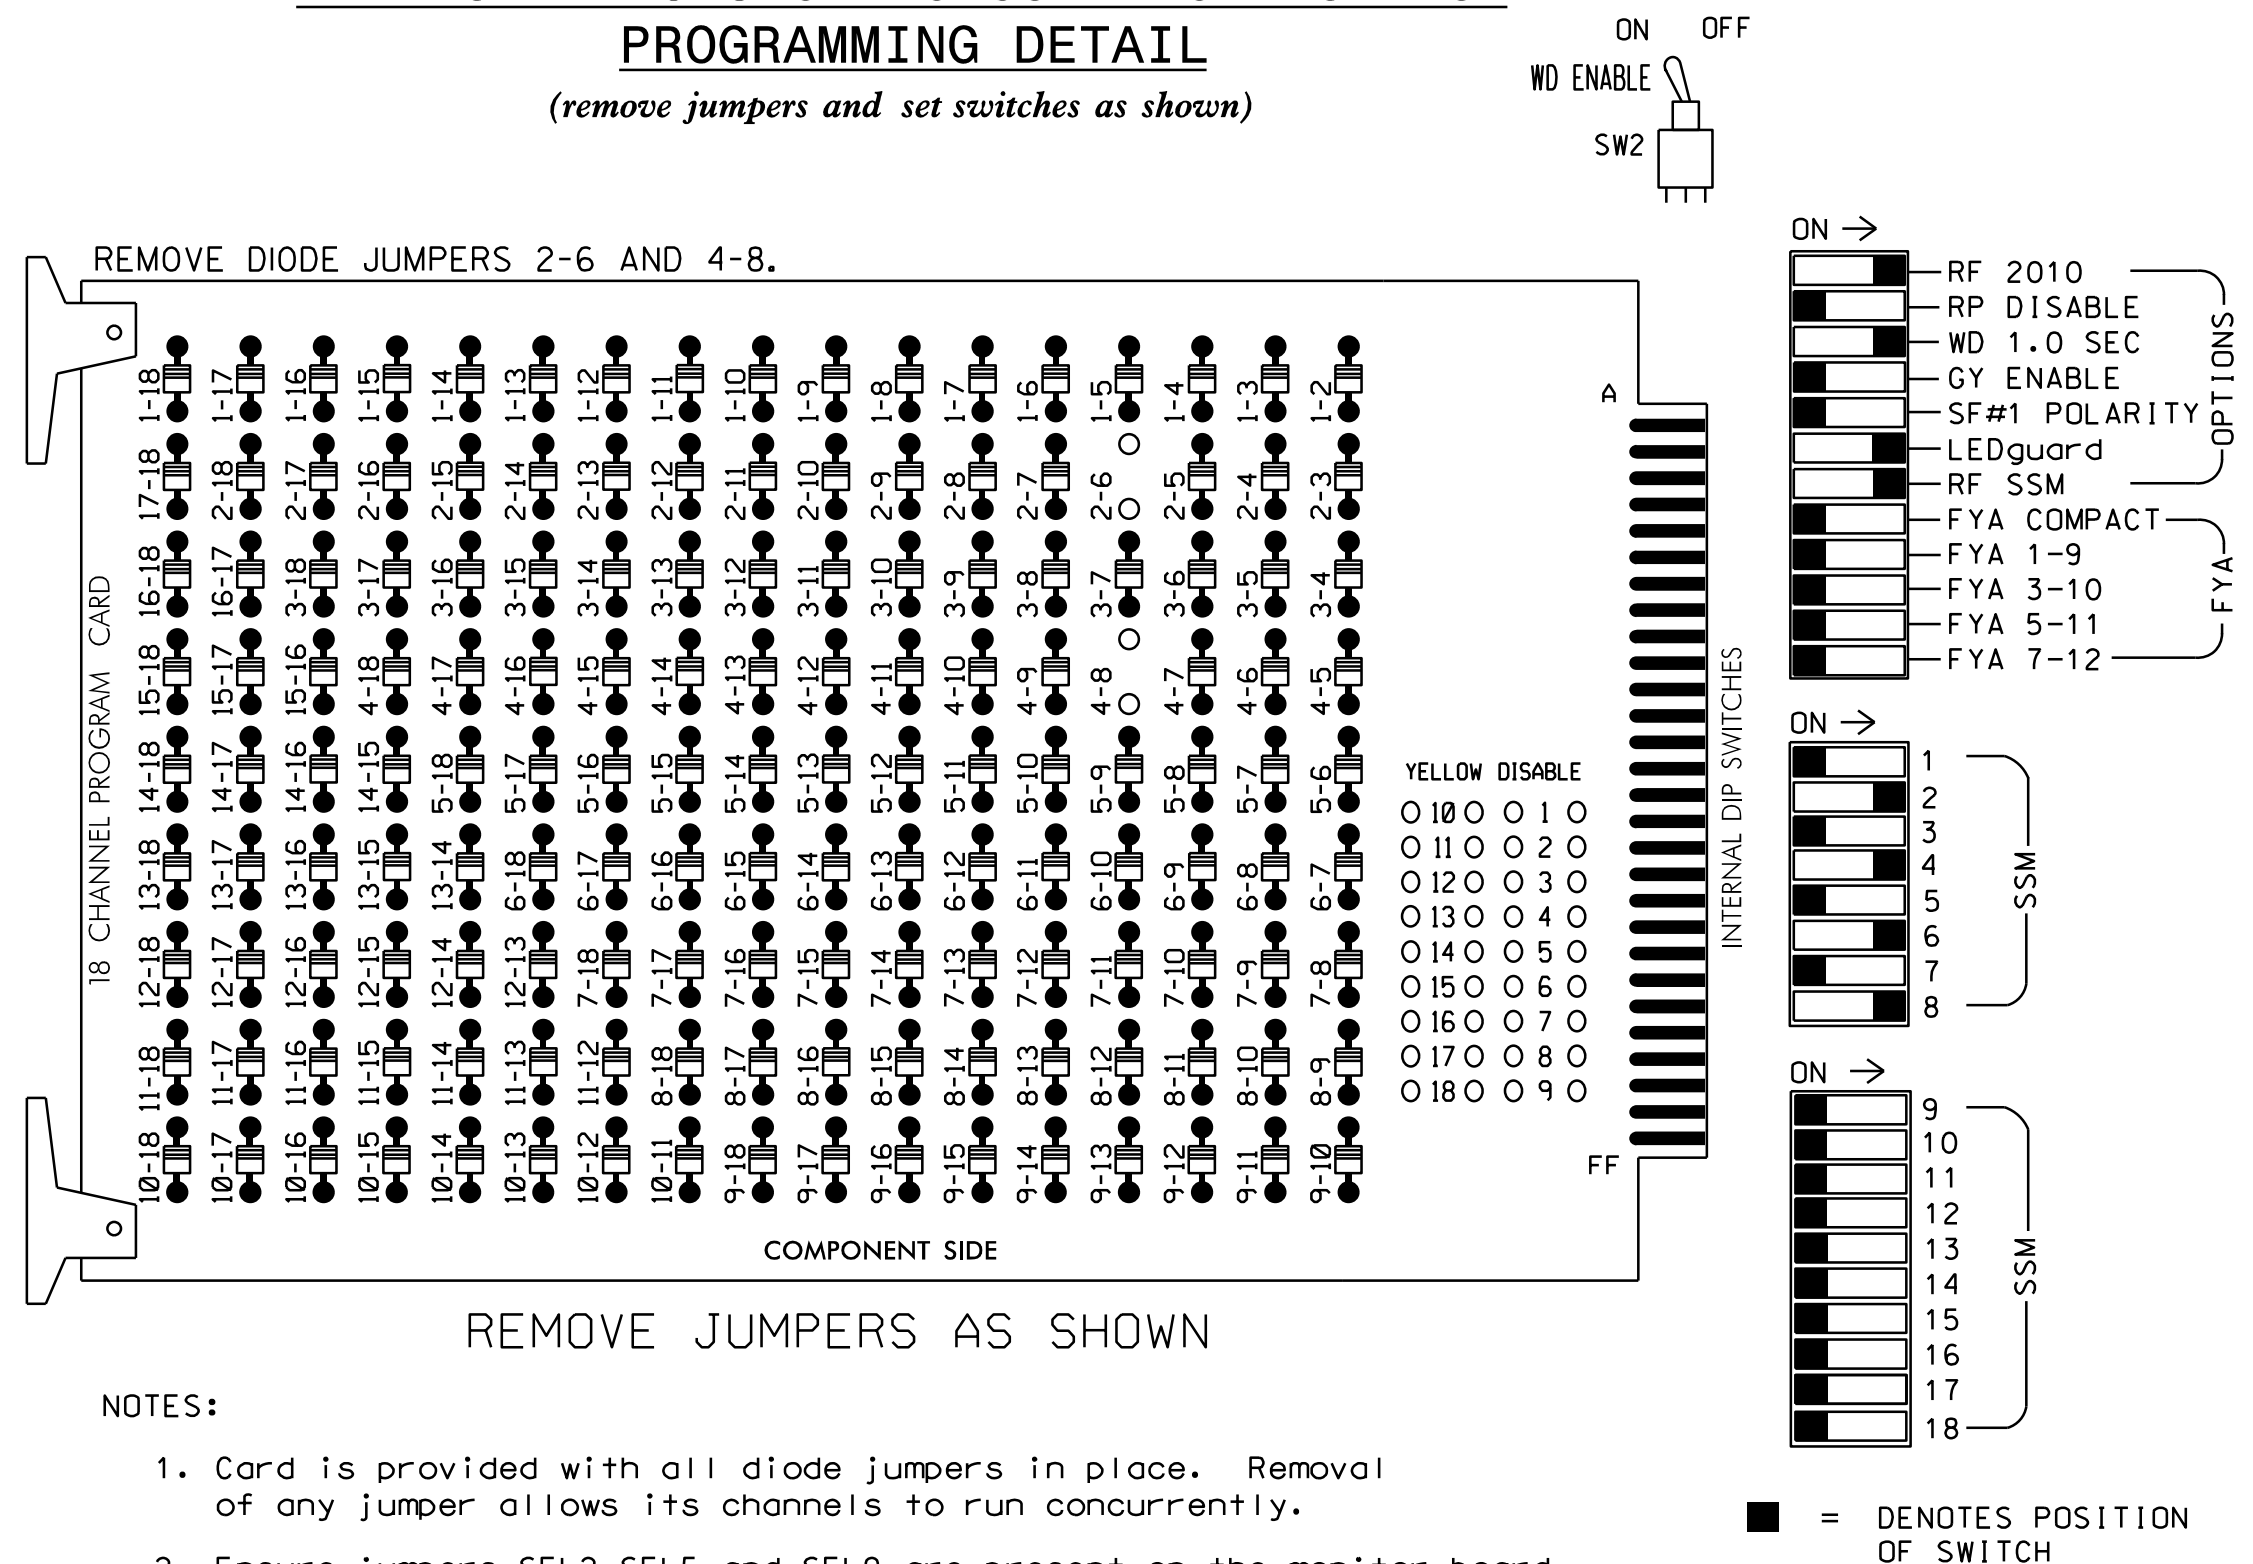 PROGRAMMING DETAIL
(remove jumpers and set switches as shown)
ON OFF
WD ENABLE
SW2
REMOVE DIODE JUMPERS 2-6 AND 4-8.
1-18 1-17 1-16 1-15 1-14 1-13 1-12 1-11 1-10 1-9 1-8 1-7 1-6 1-5 1-4 1-3 1-2
17-18 2-18 2-17 2-16 2-15 2-14 2-13 2-12 2-11 2-10 2-9 2-8 2-7 2-6 2-5 2-4 2-3
16-18 16-17 3-18 3-17 3-16 3-15 3-14 3-13 3-12 3-11 3-10 3-9 3-8 3-7 3-6 3-5 3-4
15-18 15-17 15-16 4-18 4-17 4-16 4-15 4-14 4-13 4-12 4-11 4-10 4-9 4-8 4-7 4-6 4-5
14-18 14-17 14-16 14-15 5-18 5-17 5-16 5-15 5-14 5-13 5-12 5-11 5-10 5-9 5-8 5-7 5-6
13-18 13-17 13-16 13-15 13-14 6-18 6-17 6-16 6-15 6-14 6-13 6-12 6-11 6-10 6-9 6-8 6-7
12-18 12-17 12-16 12-15 12-14 12-13 7-18 7-17 7-16 7-15 7-14 7-13 7-12 7-11 7-10 7-9 7-8
11-18 11-17 11-16 11-15 11-14 11-13 11-12 8-18 8-17 8-16 8-15 8-14 8-13 8-12 8-11 8-10 8-9
10-18 10-17 10-16 10-15 10-14 10-13 10-12 10-11 9-18 9-17 9-16 9-15 9-14 9-13 9-12 9-11 9-10
18 CHANNEL PROGRAM CARD
COMPONENT SIDE
A
FF
YELLOW DISABLE
10 1
11 2
12 3
13 4
14 5
15 6
16 7
17 8
18 9
INTERNAL DIP SWITCHES
ON →
RF 2010
RP DISABLE
WD 1.0 SEC
GY ENABLE
SF#1 POLARITY
LEDguard
RF SSM
OPTIONS
FYA COMPACT
FYA 1-9
FYA 3-10
FYA 5-11
FYA 7-12
FYA
ON →
1
2
3
4
5
6
7
8
SSM
ON →
9
10
11
12
13
14
15
16
17
18
SSM
REMOVE JUMPERS AS SHOWN
NOTES:
1. Card is provided with all diode jumpers in place. Removal
of any jumper allows its channels to run concurrently.
■ = DENOTES POSITION
OF SWITCH